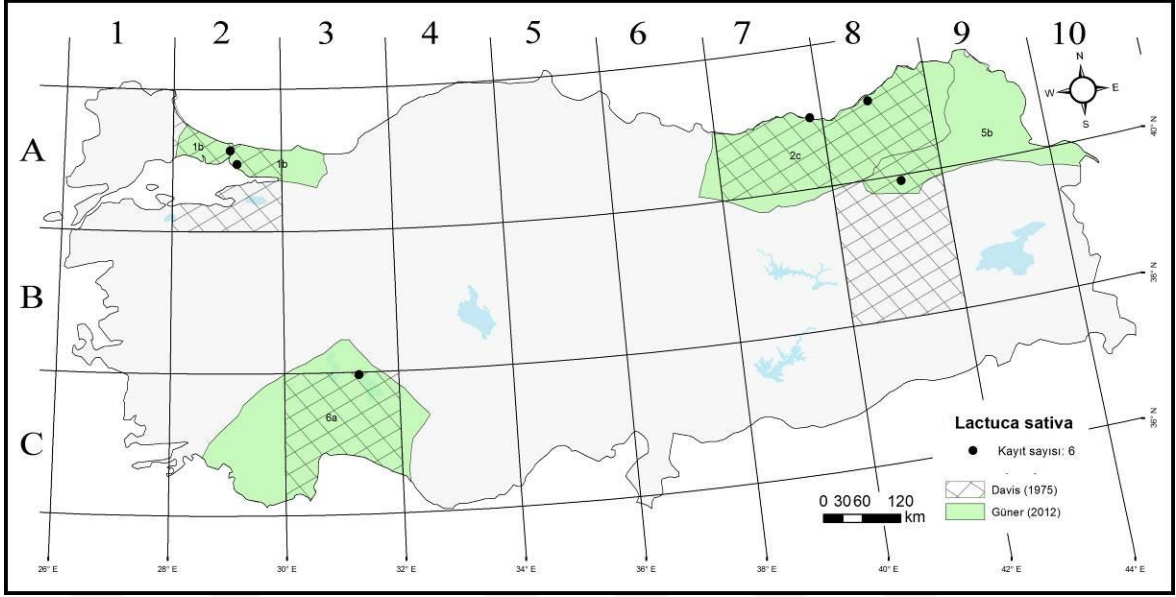 1 2 3 4 5 6 7 8 9 10
N
W E
S
A
B
C
1b 1b
2c
5b
6a
40° N
38° N
36° N
Lactuca sativa
Kayıt sayısı: 6
Davis (1975)
Güner (2012)
0 30 60 120
km
26° E 28° E 30° E 32° E 34° E 36° E 38° E 40° E 42° E 44° E